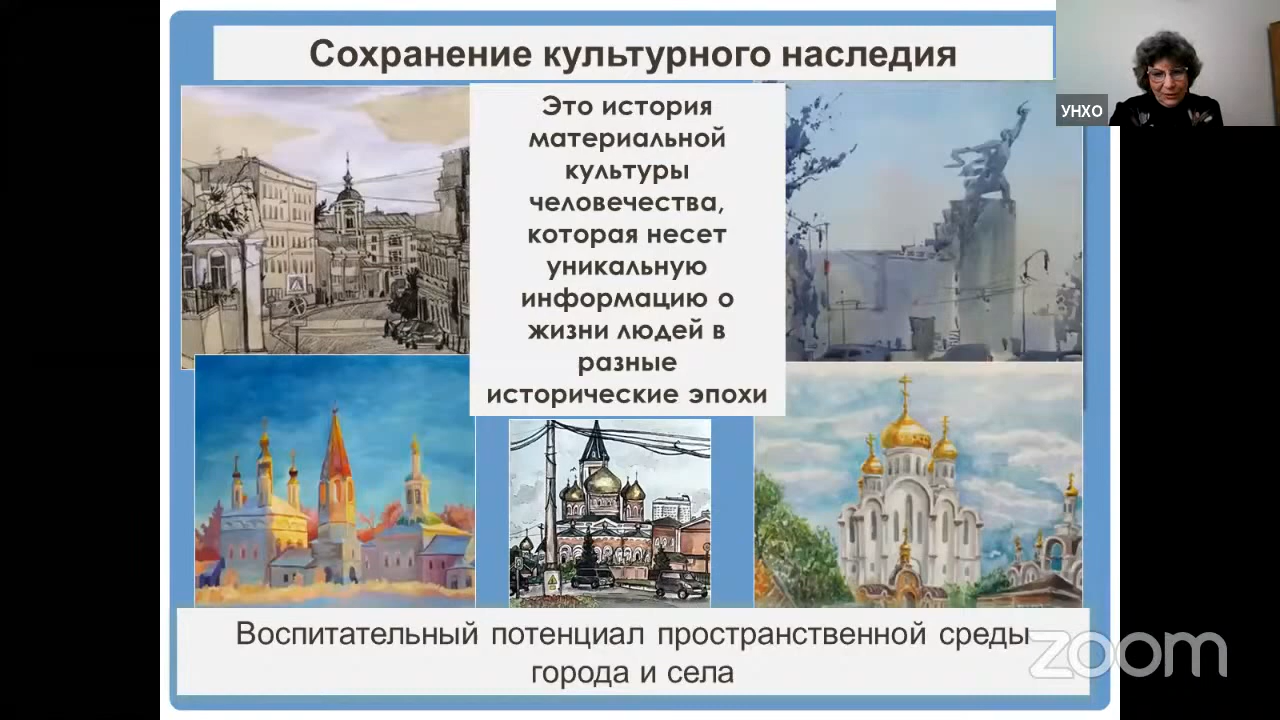 Сохранение культурного наследия
УНХО
Это история
материальной
культуры
человечества,
которая несет
уникальную
информацию о
жизни людей в
разные
исторические эпохи
Воспитательный потенциал пространственной среды
города и села
zoom